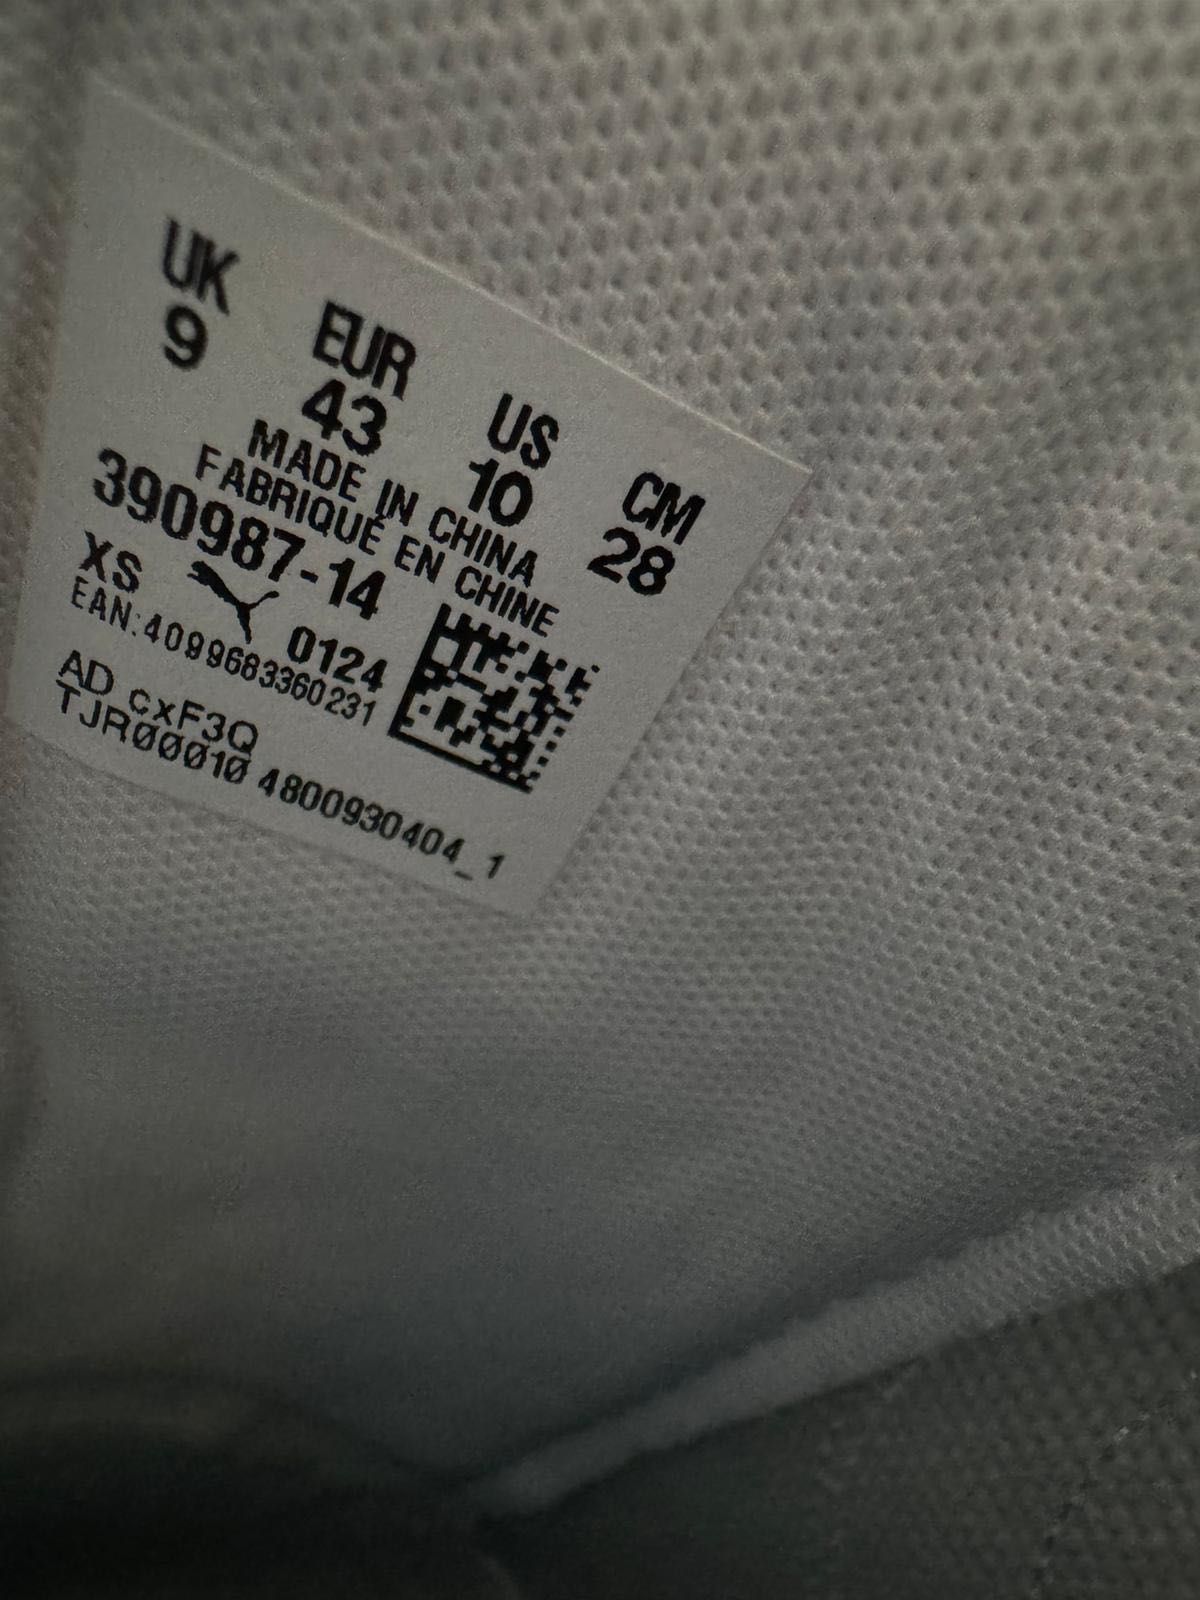 UK EUR US CM
9 43 10 28
MADE IN CHINA
FABRIQUÉ EN CHINE
390987-14
XS 0124
EAN:4099683360231
AD cxF3Q
TJRØØØ1Ø 4800930404_1